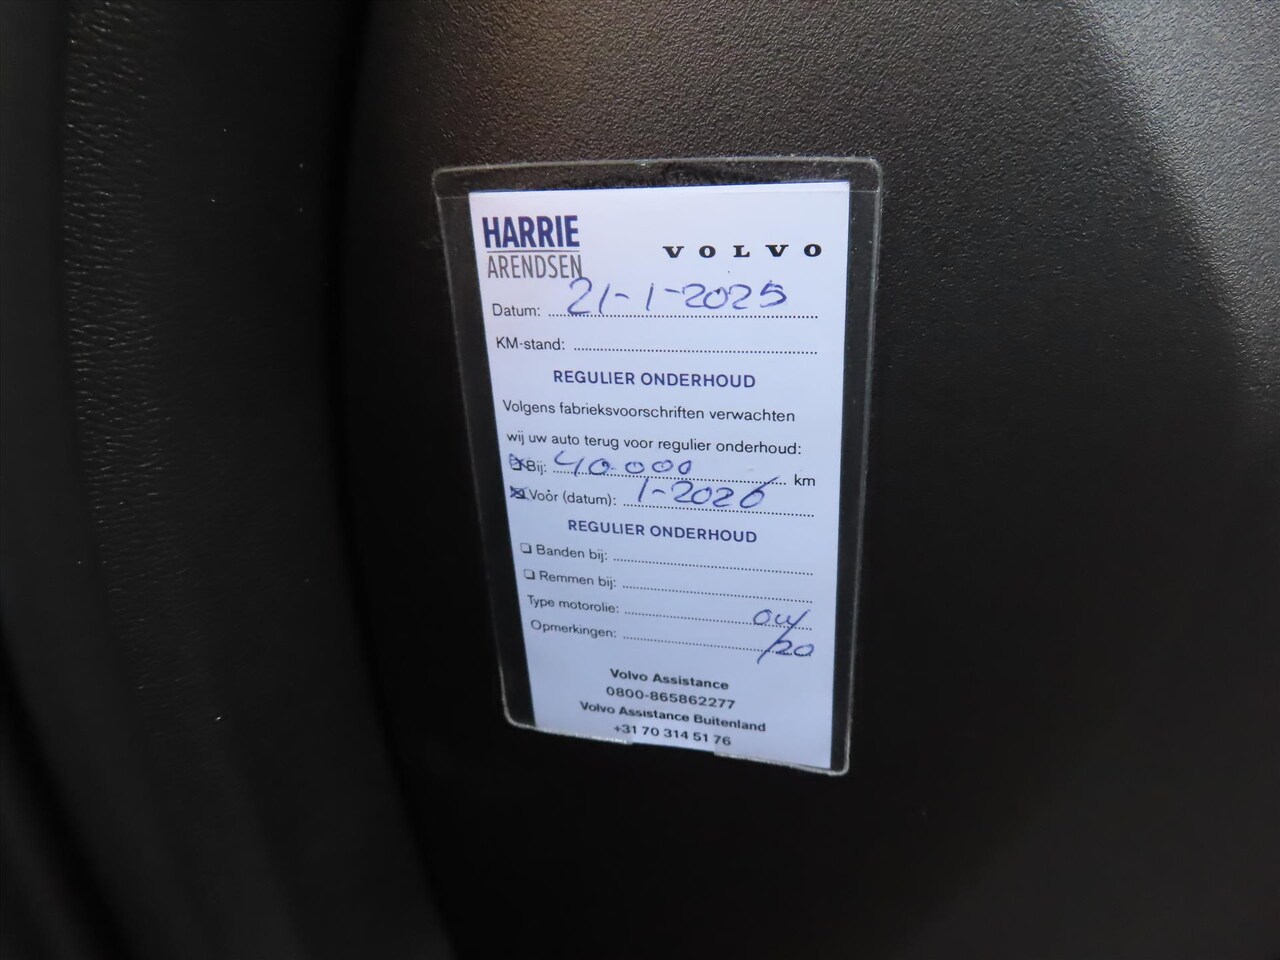 HARRIE
ARENDSEN
VOLVO
Datum: 21-1-2025
KM-stand:
REGULIER ONDERHOUD
Volgens fabrieksvoorschriften verwachten
wij uw auto terug voor regulier onderhoud:
Bij: 40.000 km
Voór (datum): 1-2026
REGULIER ONDERHOUD
Banden bij:
Remmen bij:
Type motorolie: 0W/
Opmerkingen: /20
Volvo Assistance
0800-865862277
Volvo Assistance Buitenland
+31 70 314 51 76